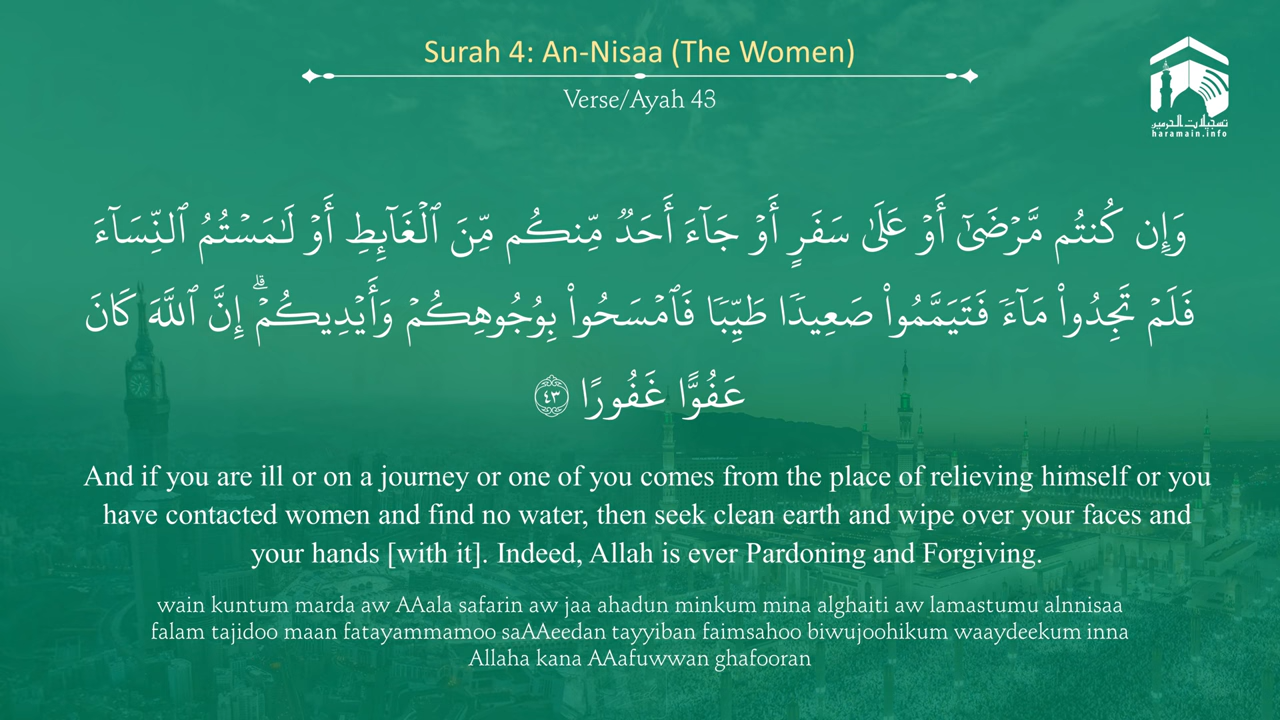 Surah 4: An-Nisaa (The Women)
Verse/Ayah 43
تسجيلات الحرمين
haramain.info
وَإِن كُنتُم مَّرْضَىٰٓ أَوْ عَلَىٰ سَفَرٍ أَوْ جَآءَ أَحَدٌ مِّنكُم مِّنَ ٱلْغَآئِطِ أَوْ لَـٰمَسْتُمُ ٱلنِّسَآءَ
فَلَمْ تَجِدُوا۟ مَآءً فَتَيَمَّمُوا۟ صَعِيدًا طَيِّبًا فَٱمْسَحُوا۟ بِوُجُوهِكُمْ وَأَيْدِيكُمْ ۗ إِنَّ ٱللَّهَ كَانَ
عَفُوًّا غَفُورًا ٤٣
And if you are ill or on a journey or one of you comes from the place of relieving himself or you
have contacted women and find no water, then seek clean earth and wipe over your faces and
your hands [with it]. Indeed, Allah is ever Pardoning and Forgiving.
wain kuntum marda aw AAala safarin aw jaa ahadun minkum mina alghaiti aw lamastumu alnnisaa
falam tajidoo maan fatayammamoo saAAeedan tayyiban faimsahoo biwujoohikum waaydeekum inna
Allaha kana AAafuwwan ghafooran